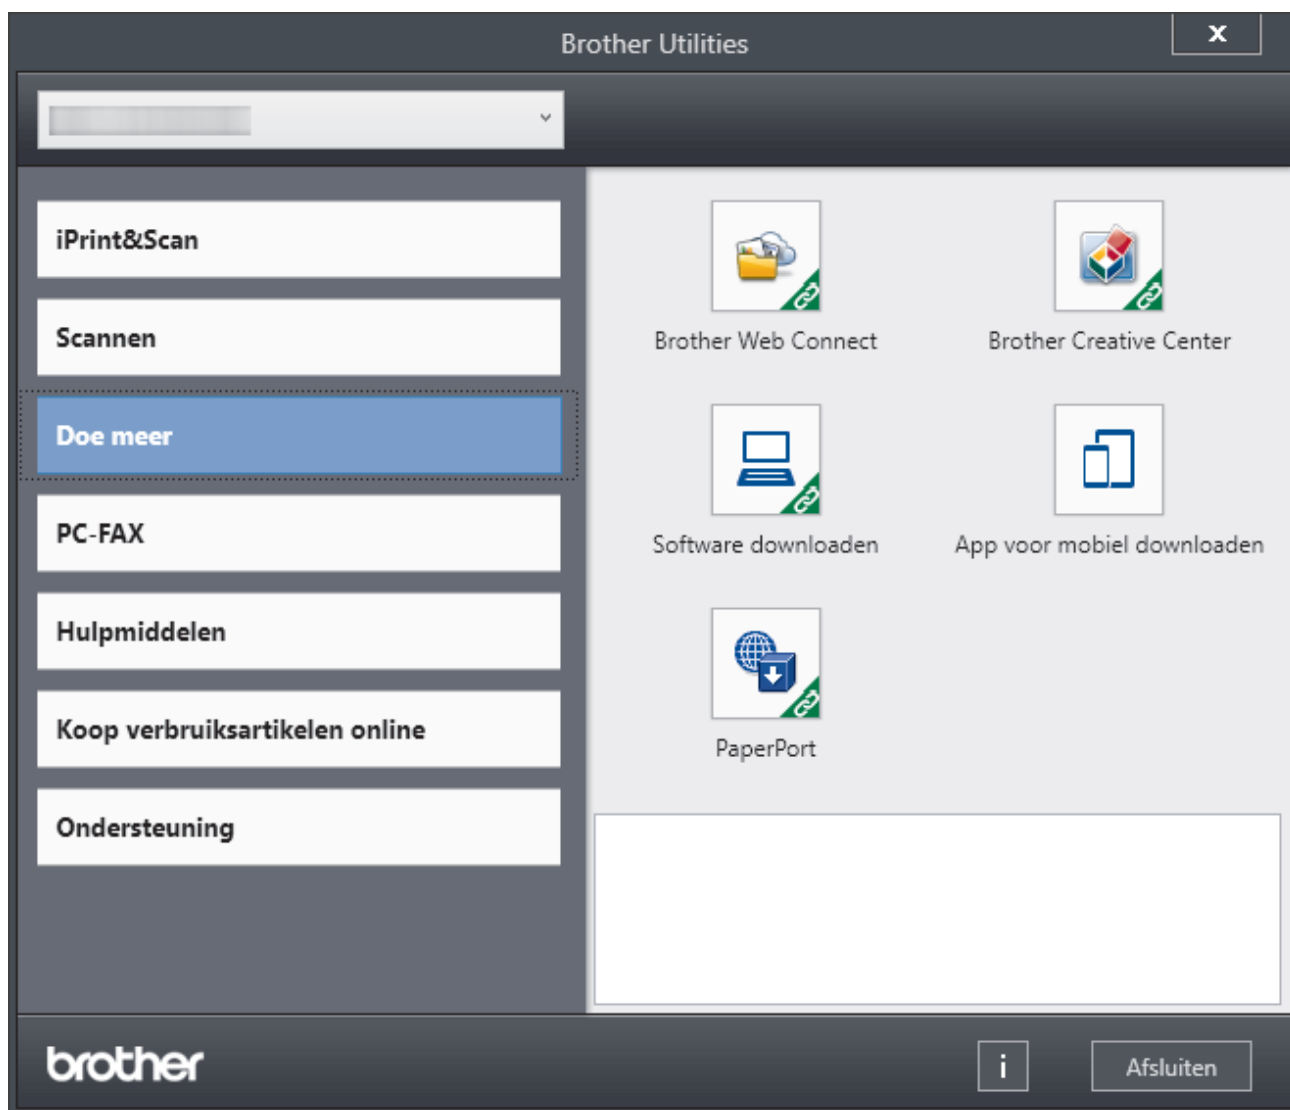 Brother Utilities
X
iPrint&Scan
Scannen
Doe meer
PC-FAX
Hulpmiddelen
Koop verbruiksartikelen online
Ondersteuning
Brother Web Connect
Brother Creative Center
Software downloaden
App voor mobiel downloaden
PaperPort
brother
i
Afsluiten